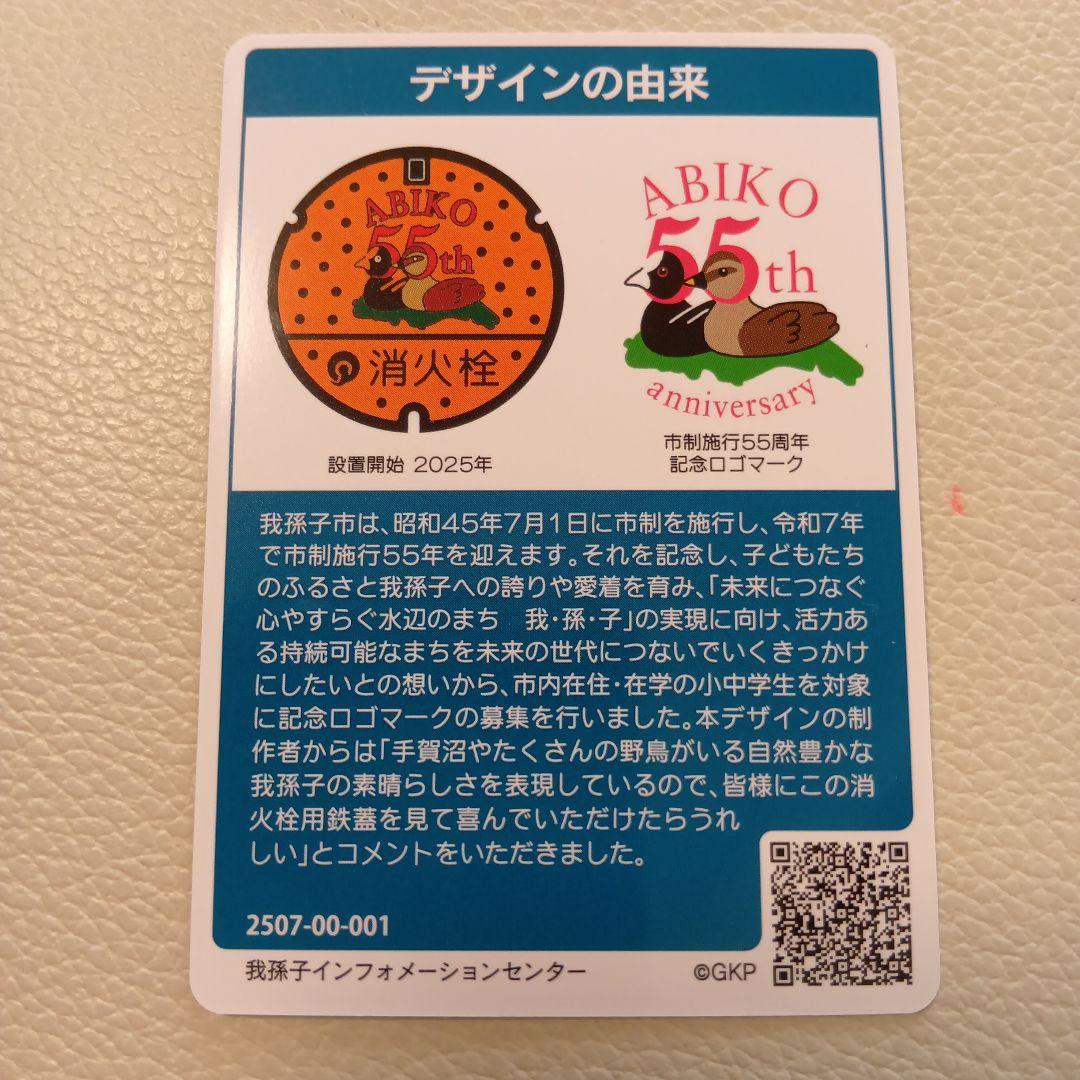 デザインの由来
ABIKO
55th
消火栓
設置開始 2025年
ABIKO
55th
anniversary
市制施行55周年
記念ロゴマーク
我孫子市は、昭和45年7月1日に市制を施行し、令和7年
で市制施行55年を迎えます。それを記念し、子どもたち
のふるさと我孫子への誇りや愛着を育み、「未来につなぐ
心やすらぐ水辺のまち　我・孫・子」の実現に向け、活力あ
る持続可能なまちを未来の世代につないでいくきっかけ
にしたいとの想いから、市内在住・在学の小中学生を対象
に記念ロゴマークの募集を行いました。本デザインの制
作者からは「手賀沼やたくさんの野鳥がいる自然豊かな
我孫子の素晴らしさを表現しているので、皆様にこの消
火栓用鉄蓋を見て喜んでいただけたらうれ
しい」とコメントをいただきました。
2507-00-001
我孫子インフォメーションセンター
©GKP